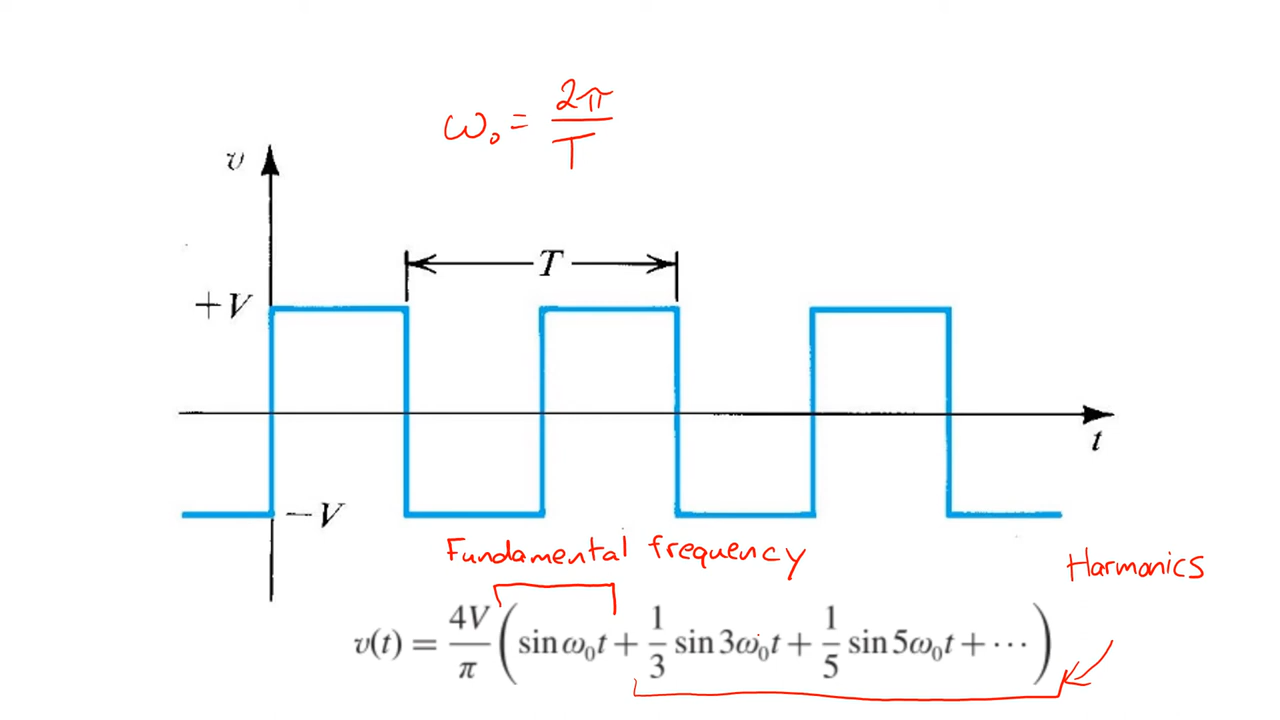 ω₀ = 2π/T
v
T
+V
t
−V
Fundamental frequency
Harmonics
v(t) = 4V/π (sin ω₀t + 1/3 sin 3ω₀t + 1/5 sin 5ω₀t + ⋯)